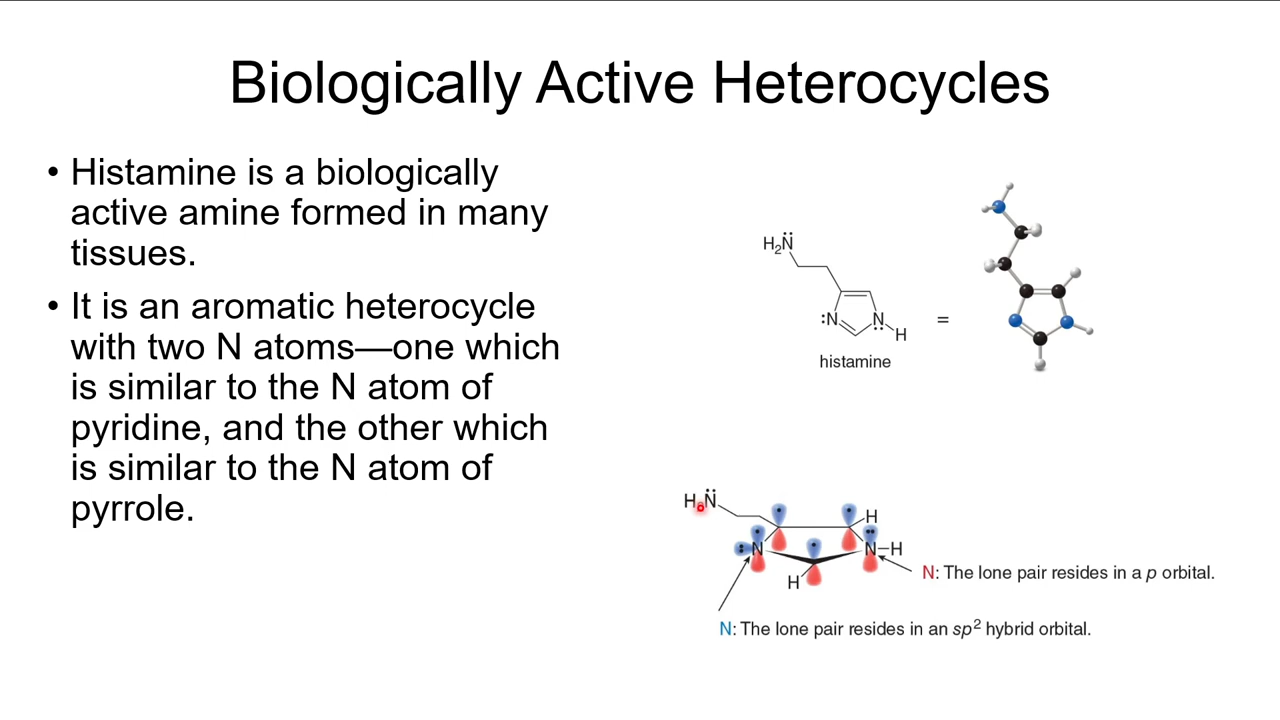 Biologically Active Heterocycles
• Histamine is a biologically
active amine formed in many
tissues.
• It is an aromatic heterocycle
with two N atoms—one which
is similar to the N atom of
pyridine, and the other which
is similar to the N atom of
pyrrole.
H₂N̈
:N
N̈
H
=
histamine
H N̈
H
:N
N–H
H
N: The lone pair resides in a p orbital.
N: The lone pair resides in an sp² hybrid orbital.